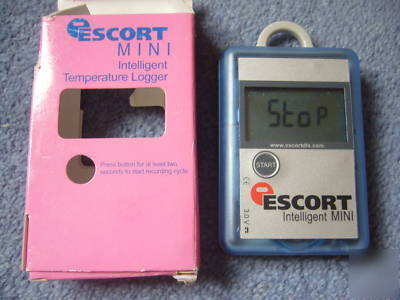 eSCORT
MINI
Intelligent
Temperature Logger
Press button for at least two
seconds to start recording cycle
StoP
www.escortdls.com
START
eSCORT
Intelligent MINI